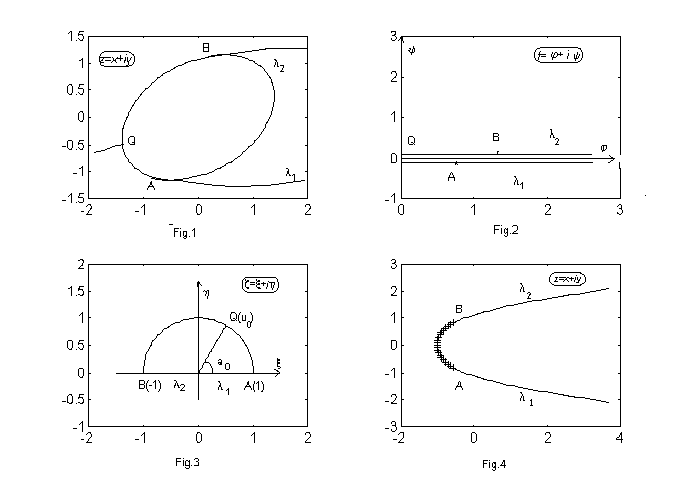 1.5
1
0.5
0
-0.5
-1
-1.5
-2 -1 0 1 2
z=x+iy
B
λ2
Q
A
λ1
Fig.1
3
2
1
0
-1
0 1 2 3
ψ
f= φ+ i ψ
Q B λ2 φ
A λ1
Fig.2
2
1.5
1
0.5
0
-0.5
-1
-2 -1 0 1 2
ζ=ξ+iη
η
Q(u0)
a0
ξ
B(-1) λ2 λ1 A(1)
Fig.3
3
2
1
0
-1
-2
-3
-2 0 2 4
z=x+iy
λ2
B
A
λ1
Fig.4